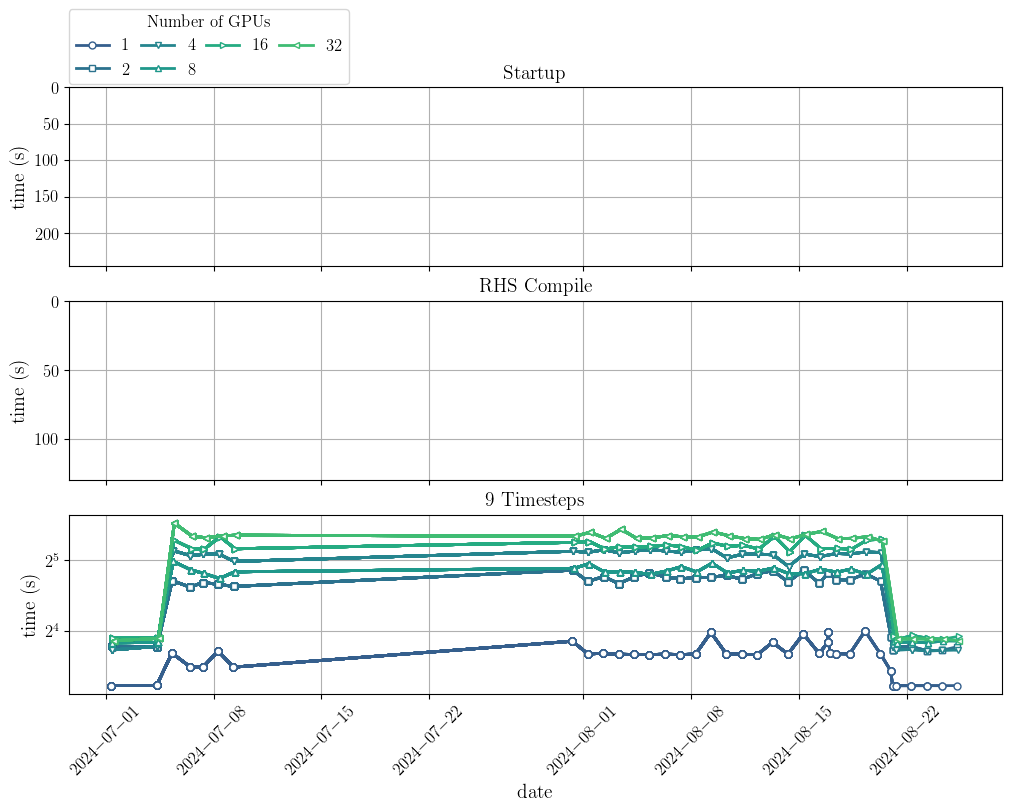 Number of GPUs
1 4 16 32
2 8
Startup
0
50
100
150
200
time (s)
RHS Compile
0
50
100
time (s)
9 Timesteps
2^5
2^4
time (s)
2024-07-01 2024-07-08 2024-07-15 2024-07-22 2024-08-01 2024-08-08 2024-08-15 2024-08-22
date